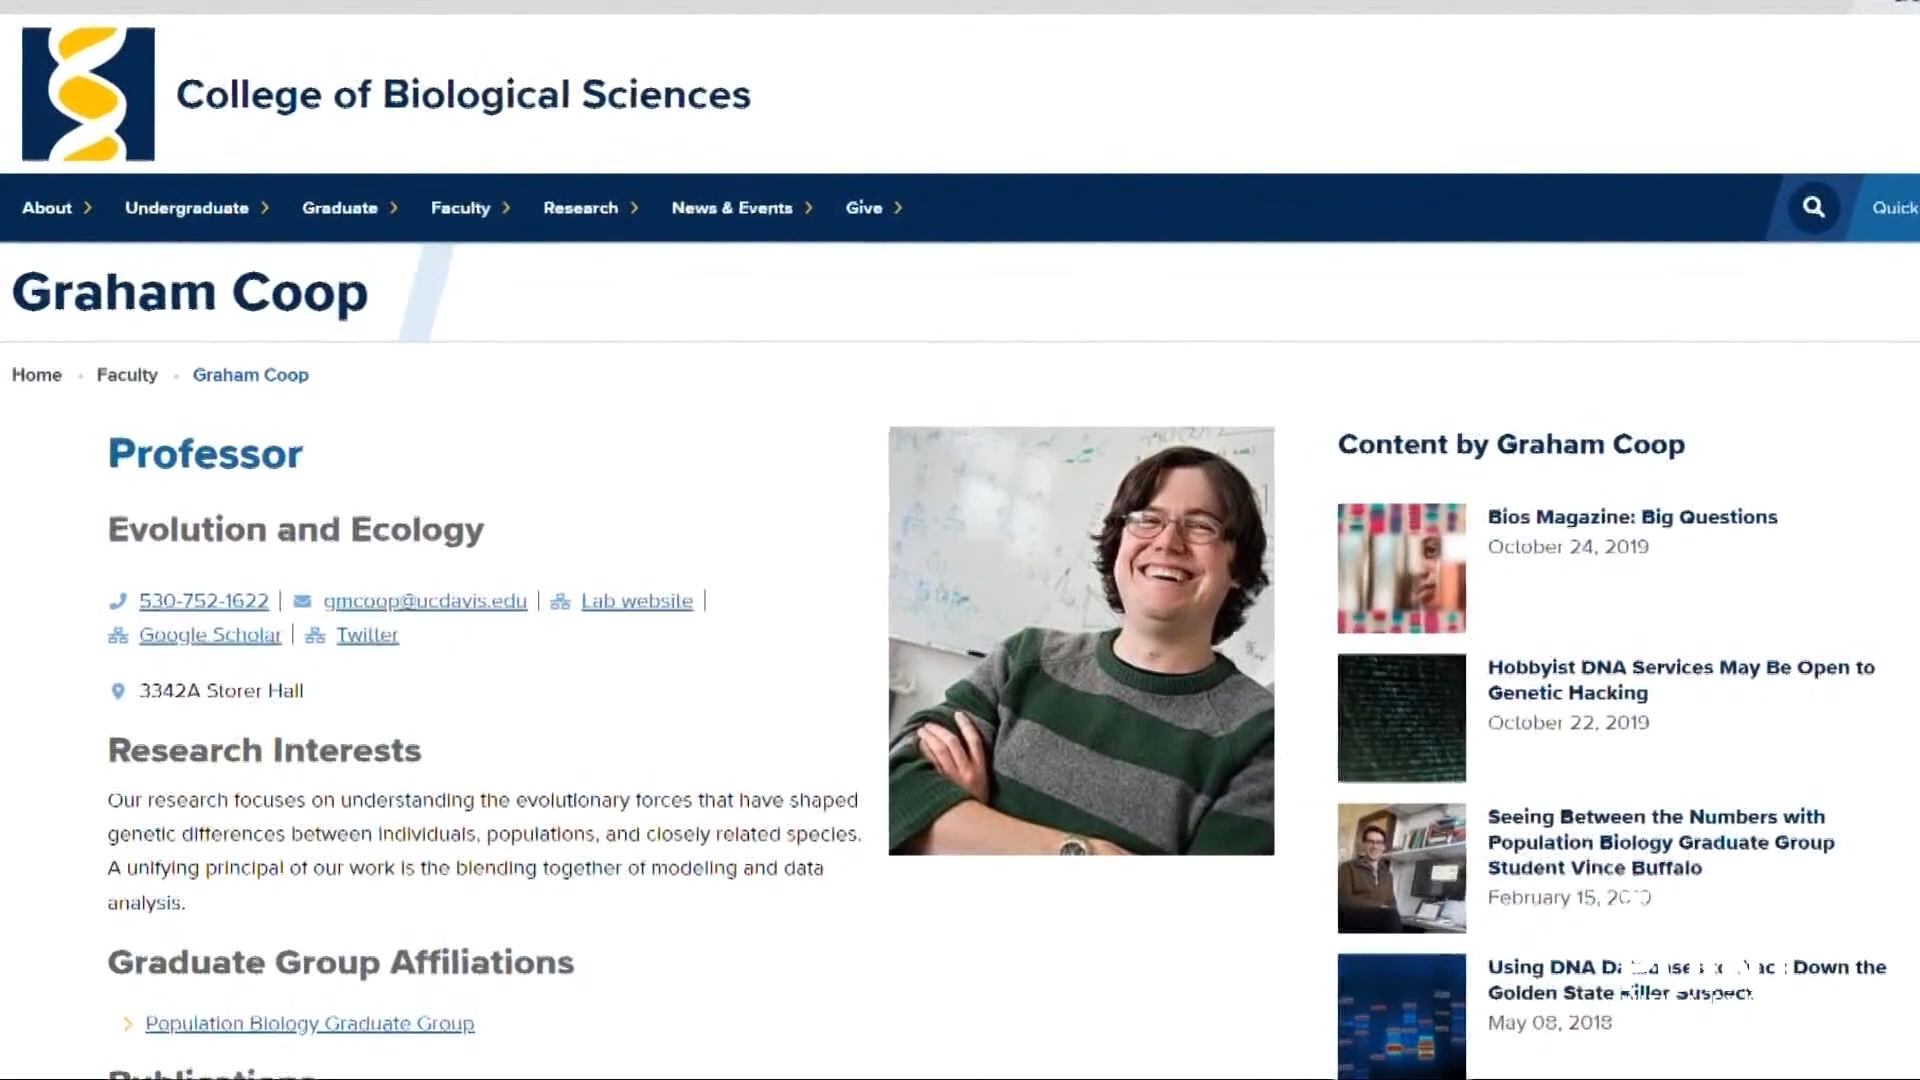 College of Biological Sciences
About
Undergraduate
Graduate
Faculty
Research
News & Events
Give
Quick
Graham Coop
Home
Faculty
Graham Coop
Professor
Evolution and Ecology
530-752-1622 | gmcoop@ucdavis.edu | Lab website |
Google Scholar | Twitter
3342A Storer Hall
Research Interests
Our research focuses on understanding the evolutionary forces that have shaped
genetic differences between individuals, populations, and closely related species.
A unifying principal of our work is the blending together of modeling and data
analysis.
Graduate Group Affiliations
Population Biology Graduate Group
Publications
Content by Graham Coop
Bios Magazine: Big Questions
October 24, 2019
Hobbyist DNA Services May Be Open to
Genetic Hacking
October 22, 2019
Seeing Between the Numbers with
Population Biology Graduate Group
Student Vince Buffalo
February 15,
Using DNA Databases to Track Down the
Golden State Killer Suspect
May 08, 2018